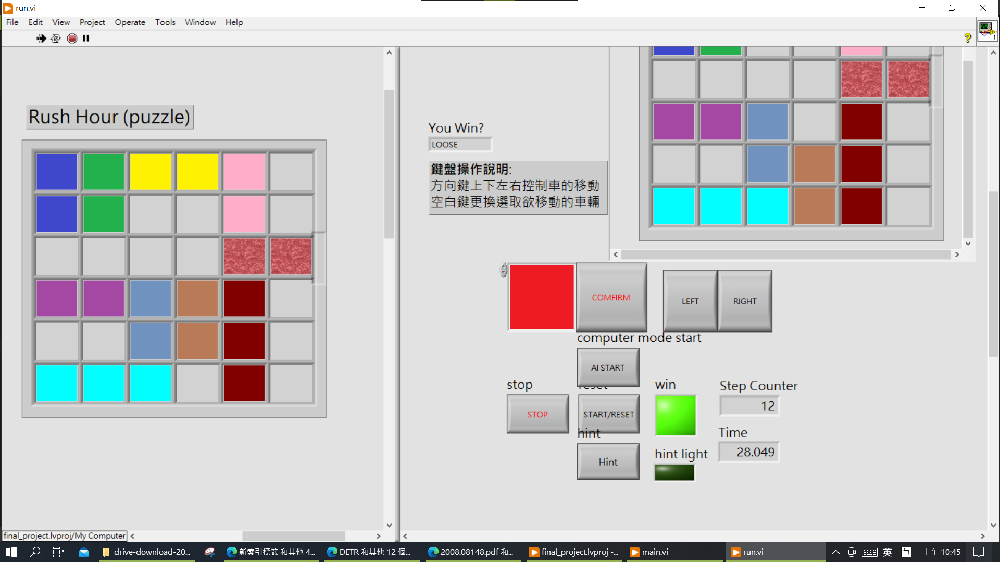 run.vi
File Edit View Project Operate Tools Window Help
1
Rush Hour (puzzle)
You Win?
LOOSE
鍵盤操作說明:
方向鍵上下左右控制車的移動
空白鍵更換選取欲移動的車輛
COMFIRM
LEFT
RIGHT
computer mode start
AI START
stop
reset
win
Step Counter
STOP
START/RESET
12
hint
Time
Hint
hint light
28.049
final_project.lvproj/My Computer
drive-download-20...
新索引標籤 和其他 4...
DETR 和其他 12 個...
2008.08148.pdf 和...
final_project.lvproj -...
main.vi
run.vi
英
上午 10:45